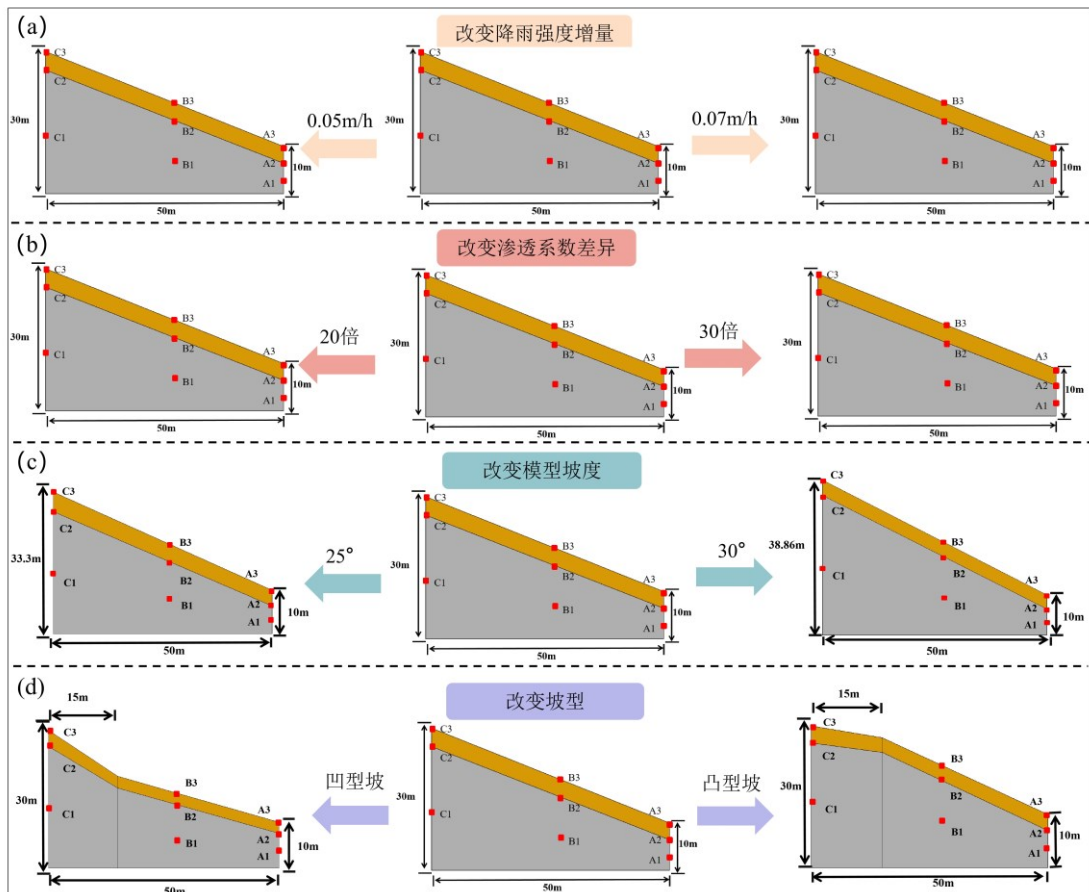 (a)
改变降雨强度增量
C3
C2
C1
B3
B2
B1
A3
A2
A1
30m
10m
50m
0.05m/h
C3
C2
C1
B3
B2
B1
A3
A2
A1
30m
10m
50m
0.07m/h
C3
C2
C1
B3
B2
B1
A3
A2
A1
30m
10m
50m
(b)
改变渗透系数差异
C3
C2
C1
B3
B2
B1
A3
A2
A1
30m
10m
50m
20倍
C3
C2
C1
B3
B2
B1
A3
A2
A1
30m
10m
50m
30倍
C3
C2
C1
B3
B2
B1
A3
A2
A1
30m
10m
50m
(c)
改变模型坡度
C3
C2
C1
B3
B2
B1
A3
A2
A1
33.3m
10m
50m
25°
C3
C2
C1
B3
B2
B1
A3
A2
A1
30m
10m
50m
30°
C3
C2
C1
B3
B2
B1
A3
A2
A1
38.86m
10m
50m
(d)
改变坡型
15m
C3
C2
C1
B3
B2
B1
A3
A2
A1
30m
10m
50m
凹型坡
C3
C2
C1
B3
B2
B1
A3
A2
A1
30m
10m
50m
凸型坡
15m
C3
C2
C1
B3
B2
B1
A3
A2
A1
30m
10m
50m